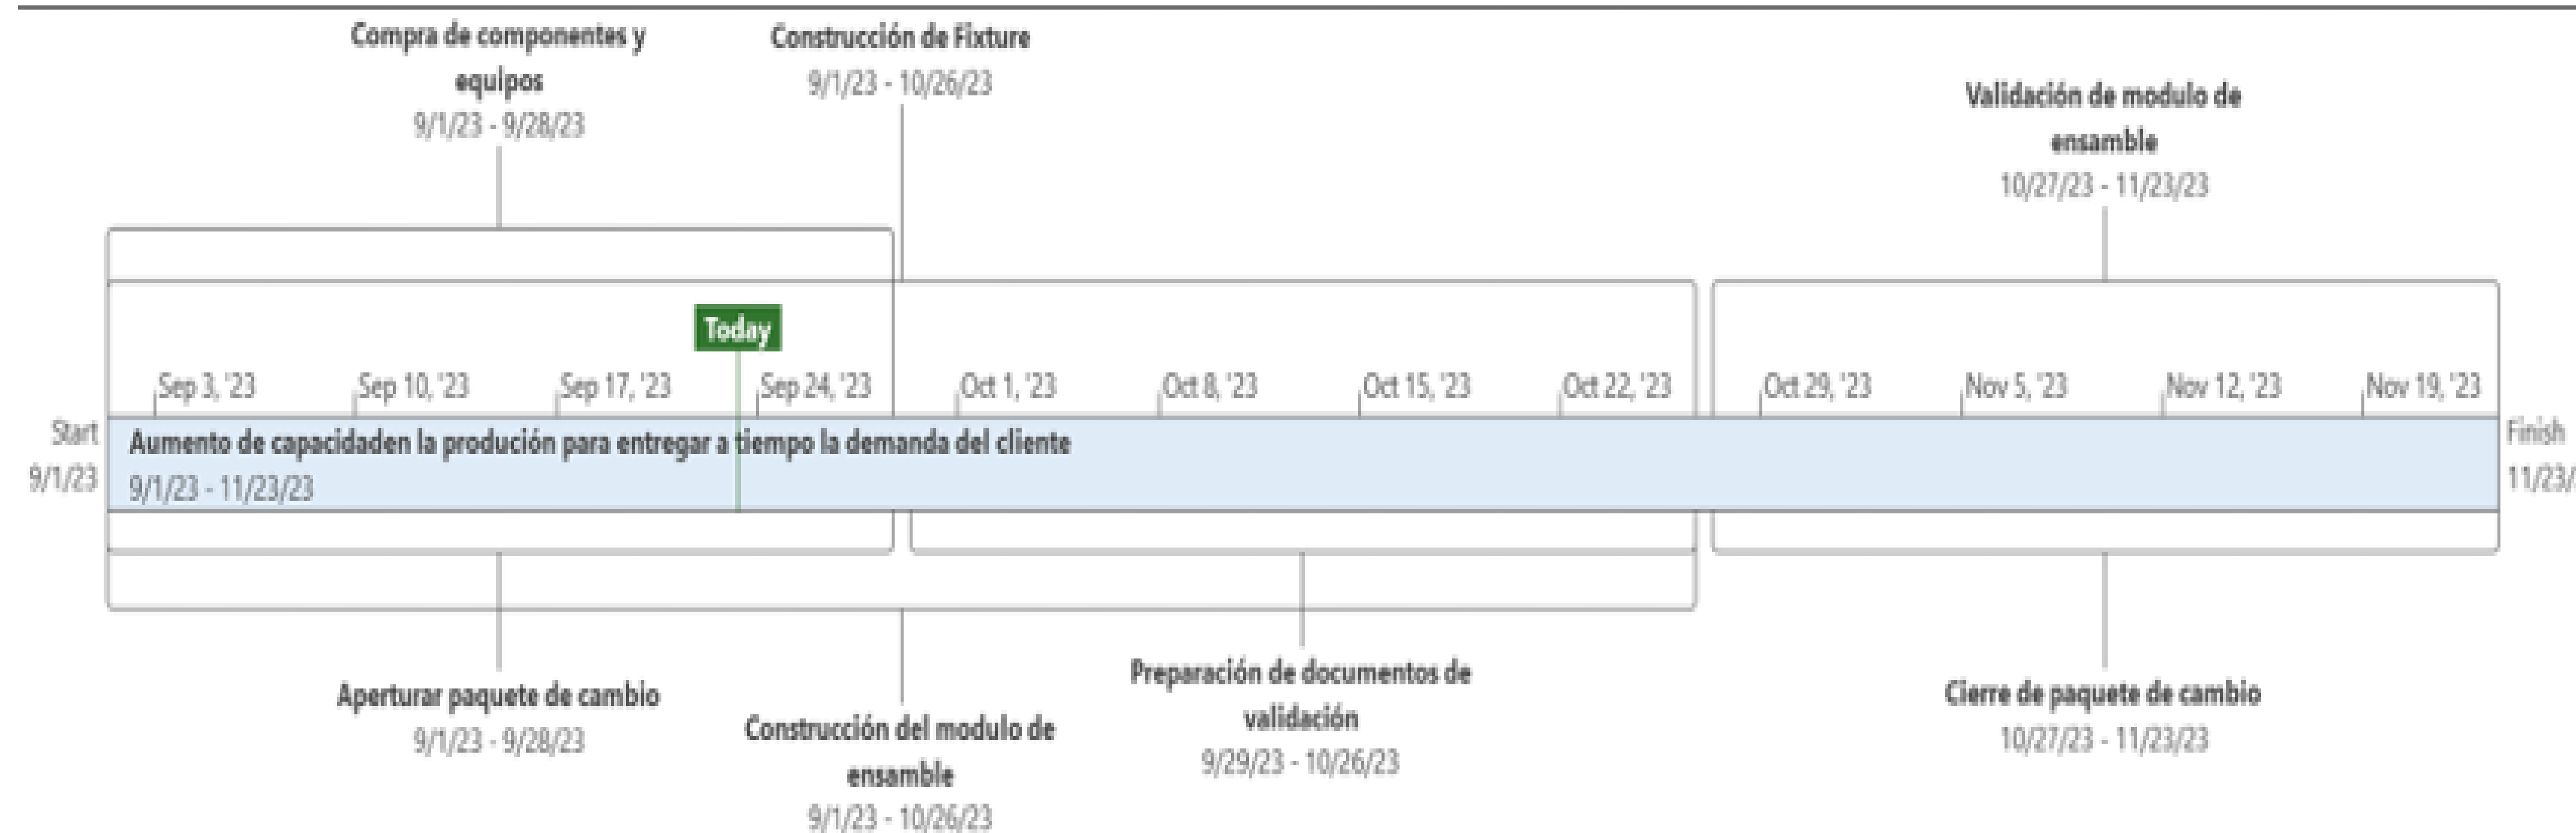 Compra de componentes y
equipos
9/1/23 - 9/28/23
Construcción de Fixture
9/1/23 - 10/26/23
Validación de modulo de
ensamble
10/27/23 - 11/23/23
Today
Sep 3, '23
Sep 10, '23
Sep 17, '23
Sep 24, '23
Oct 1, '23
Oct 8, '23
Oct 15, '23
Oct 22, '23
Oct 29, '23
Nov 5, '23
Nov 12, '23
Nov 19, '23
Start
9/1/23
Aumento de capacidaden la produción para entregar a tiempo la demanda del cliente
9/1/23 - 11/23/23
Finish
11/23/
Aperturar paquete de cambio
9/1/23 - 9/28/23
Construcción del modulo de
ensamble
9/1/23 - 10/26/23
Preparación de documentos de
validación
9/29/23 - 10/26/23
Cierre de paquete de cambio
10/27/23 - 11/23/23